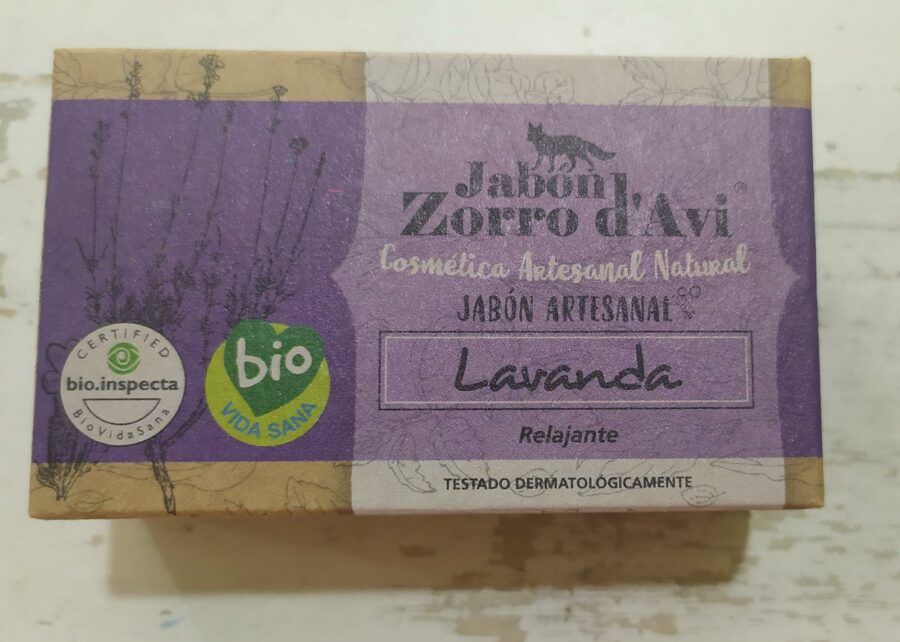 Jabón
Zorro d'Avi®
Cosmética Artesanal Natural
JABÓN ARTESANAL
Lavanda
Relajante
TESTADO DERMATOLÓGICAMENTE
CERTIFIED
bio.inspecta
BioVidaSana
bio
VIDA SANA